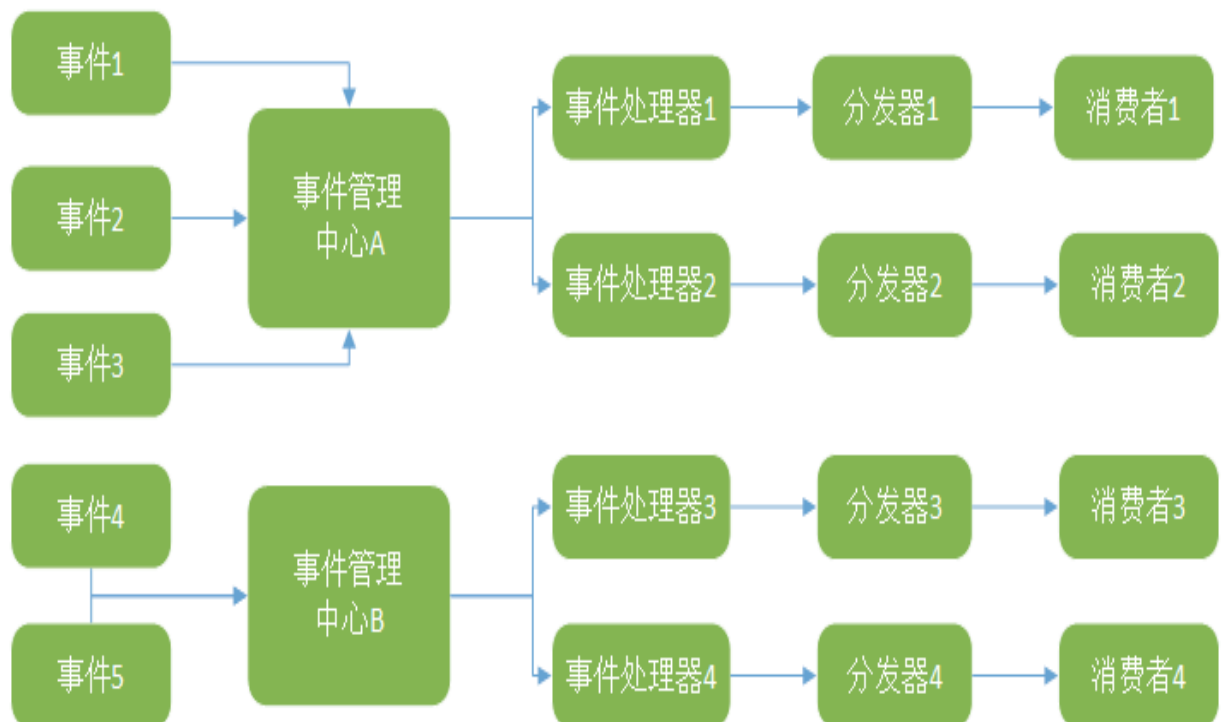 事件1
事件2
事件3
事件管理
中心A
事件处理器1
分发器1
消费者1
事件处理器2
分发器2
消费者2
事件4
事件5
事件管理
中心B
事件处理器3
分发器3
消费者3
事件处理器4
分发器4
消费者4